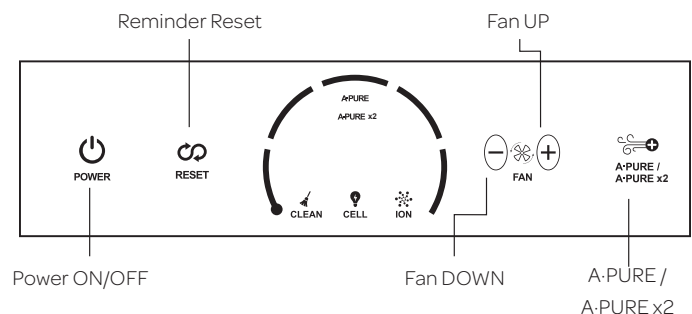 Reminder Reset
Fan UP
A•PURE
A•PURE x2
POWER
RESET
CLEAN
CELL
ION
FAN
A•PURE /
A•PURE x2
Power ON/OFF
Fan DOWN
A·PURE /
A·PURE x2